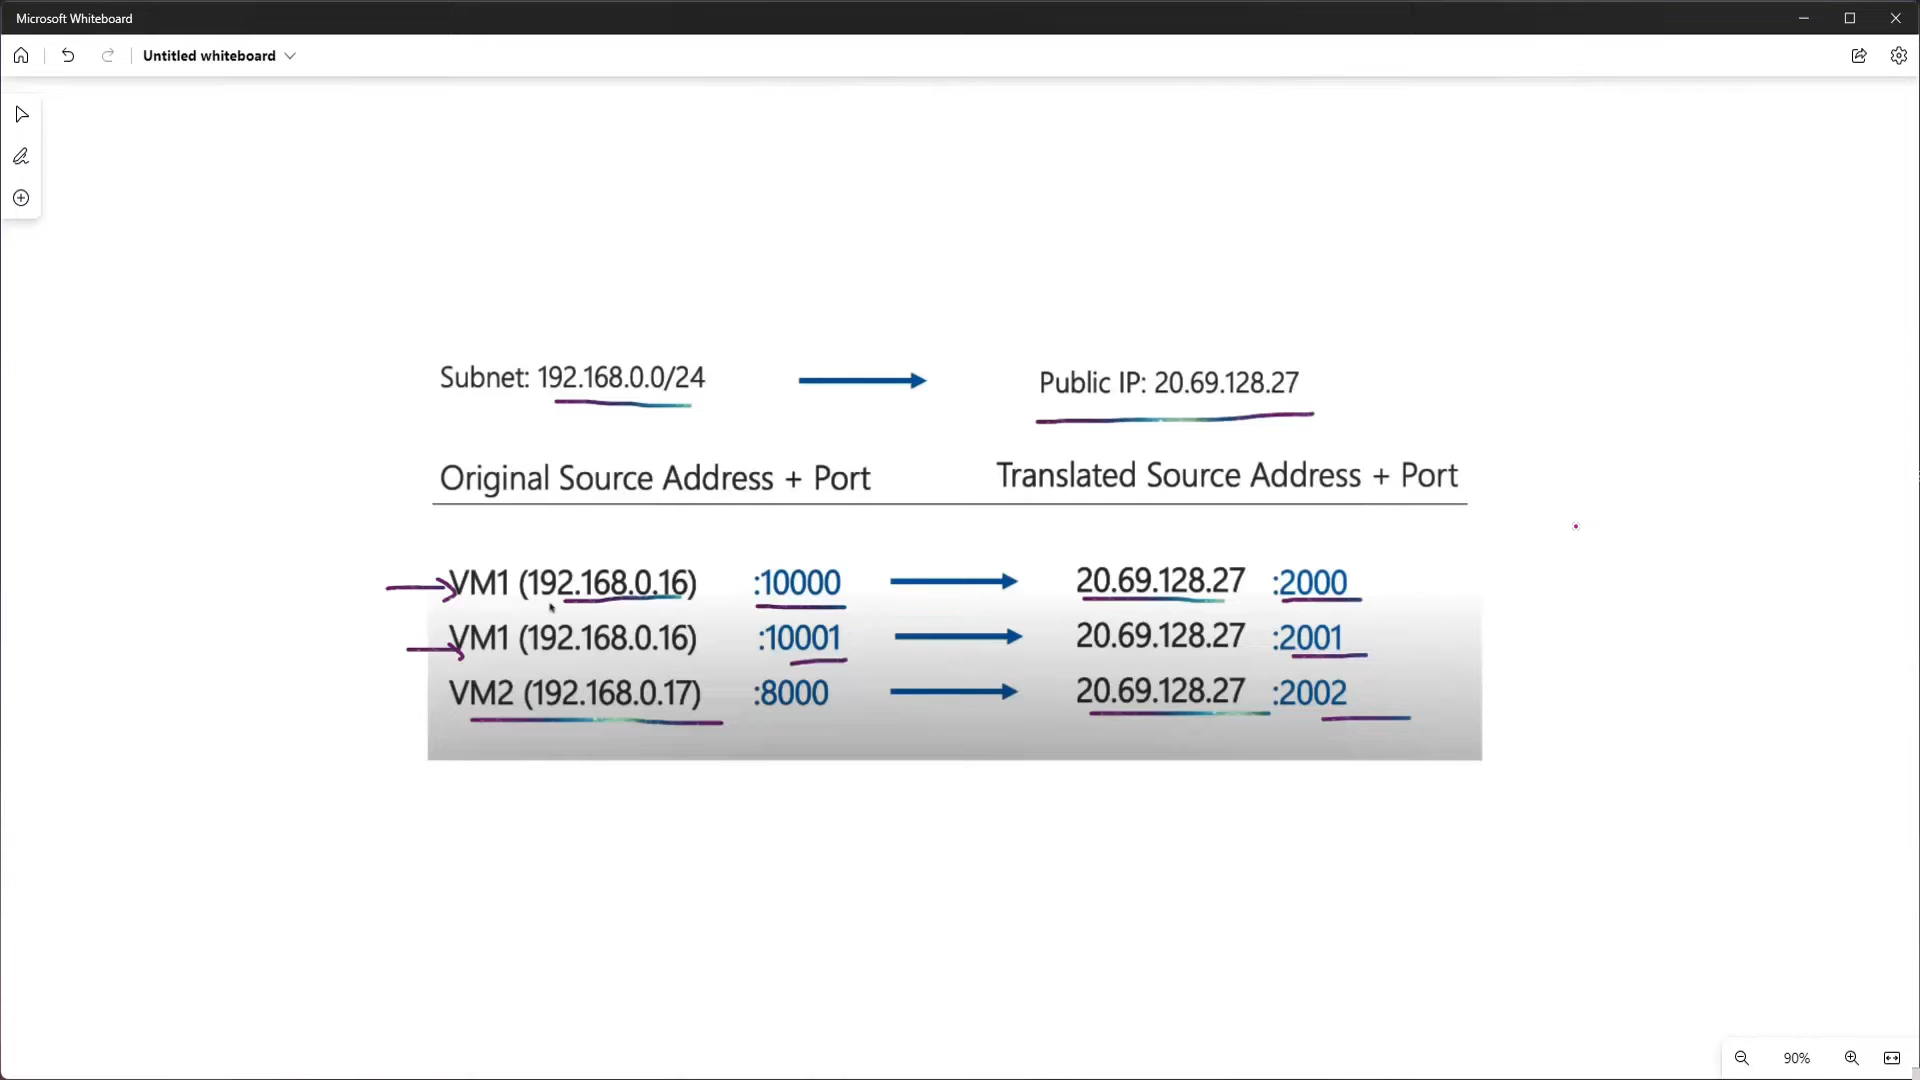 Microsoft Whiteboard
Untitled whiteboard
Subnet: 192.168.0.0/24 Public IP: 20.69.128.27
Original Source Address + Port Translated Source Address + Port
VM1 (192.168.0.16) :10000 20.69.128.27 :2000
VM1 (192.168.0.16) :10001 20.69.128.27 :2001
VM2 (192.168.0.17) :8000 20.69.128.27 :2002
90%